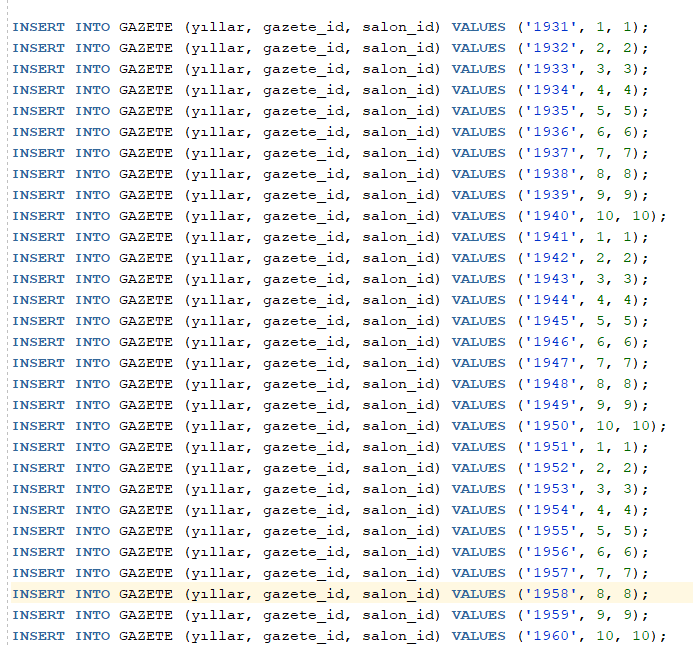 INSERT INTO GAZETE (yıllar, gazete_id, salon_id) VALUES ('1931', 1, 1);
INSERT INTO GAZETE (yıllar, gazete_id, salon_id) VALUES ('1932', 2, 2);
INSERT INTO GAZETE (yıllar, gazete_id, salon_id) VALUES ('1933', 3, 3);
INSERT INTO GAZETE (yıllar, gazete_id, salon_id) VALUES ('1934', 4, 4);
INSERT INTO GAZETE (yıllar, gazete_id, salon_id) VALUES ('1935', 5, 5);
INSERT INTO GAZETE (yıllar, gazete_id, salon_id) VALUES ('1936', 6, 6);
INSERT INTO GAZETE (yıllar, gazete_id, salon_id) VALUES ('1937', 7, 7);
INSERT INTO GAZETE (yıllar, gazete_id, salon_id) VALUES ('1938', 8, 8);
INSERT INTO GAZETE (yıllar, gazete_id, salon_id) VALUES ('1939', 9, 9);
INSERT INTO GAZETE (yıllar, gazete_id, salon_id) VALUES ('1940', 10, 10);
INSERT INTO GAZETE (yıllar, gazete_id, salon_id) VALUES ('1941', 1, 1);
INSERT INTO GAZETE (yıllar, gazete_id, salon_id) VALUES ('1942', 2, 2);
INSERT INTO GAZETE (yıllar, gazete_id, salon_id) VALUES ('1943', 3, 3);
INSERT INTO GAZETE (yıllar, gazete_id, salon_id) VALUES ('1944', 4, 4);
INSERT INTO GAZETE (yıllar, gazete_id, salon_id) VALUES ('1945', 5, 5);
INSERT INTO GAZETE (yıllar, gazete_id, salon_id) VALUES ('1946', 6, 6);
INSERT INTO GAZETE (yıllar, gazete_id, salon_id) VALUES ('1947', 7, 7);
INSERT INTO GAZETE (yıllar, gazete_id, salon_id) VALUES ('1948', 8, 8);
INSERT INTO GAZETE (yıllar, gazete_id, salon_id) VALUES ('1949', 9, 9);
INSERT INTO GAZETE (yıllar, gazete_id, salon_id) VALUES ('1950', 10, 10);
INSERT INTO GAZETE (yıllar, gazete_id, salon_id) VALUES ('1951', 1, 1);
INSERT INTO GAZETE (yıllar, gazete_id, salon_id) VALUES ('1952', 2, 2);
INSERT INTO GAZETE (yıllar, gazete_id, salon_id) VALUES ('1953', 3, 3);
INSERT INTO GAZETE (yıllar, gazete_id, salon_id) VALUES ('1954', 4, 4);
INSERT INTO GAZETE (yıllar, gazete_id, salon_id) VALUES ('1955', 5, 5);
INSERT INTO GAZETE (yıllar, gazete_id, salon_id) VALUES ('1956', 6, 6);
INSERT INTO GAZETE (yıllar, gazete_id, salon_id) VALUES ('1957', 7, 7);
INSERT INTO GAZETE (yıllar, gazete_id, salon_id) VALUES ('1958', 8, 8);
INSERT INTO GAZETE (yıllar, gazete_id, salon_id) VALUES ('1959', 9, 9);
INSERT INTO GAZETE (yıllar, gazete_id, salon_id) VALUES ('1960', 10, 10);